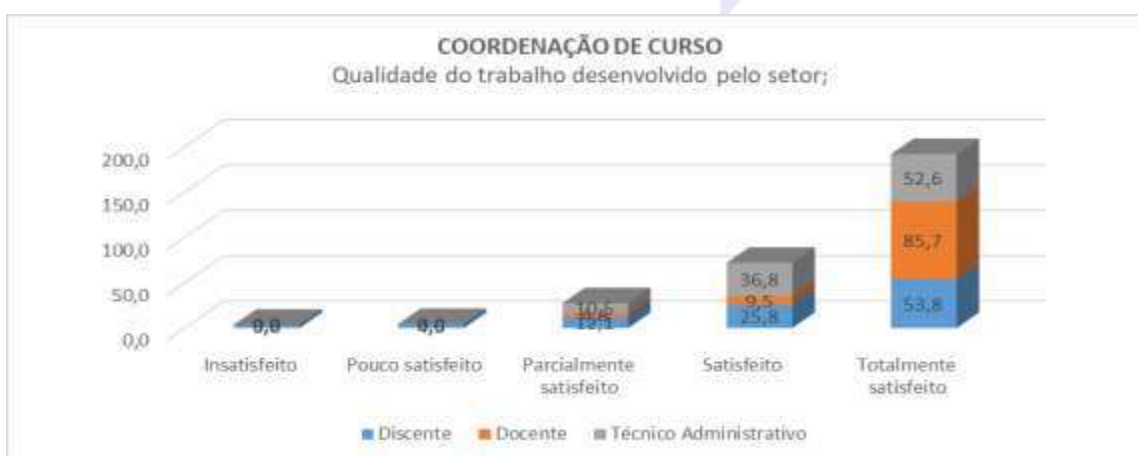 COORDENAÇÃO DE CURSO
Qualidade do trabalho desenvolvido pelo setor;
200,0
150,0
100,0
50,0
0,0
52,6
85,7
53,8
36,8
9,5
25,8
10,5
0,0
0,0
Insatisfeito
Pouco satisfeito
Parcialmente
satisfeito
Satisfeito
Totalmente
satisfeito
Discente
Docente
Técnico Administrativo